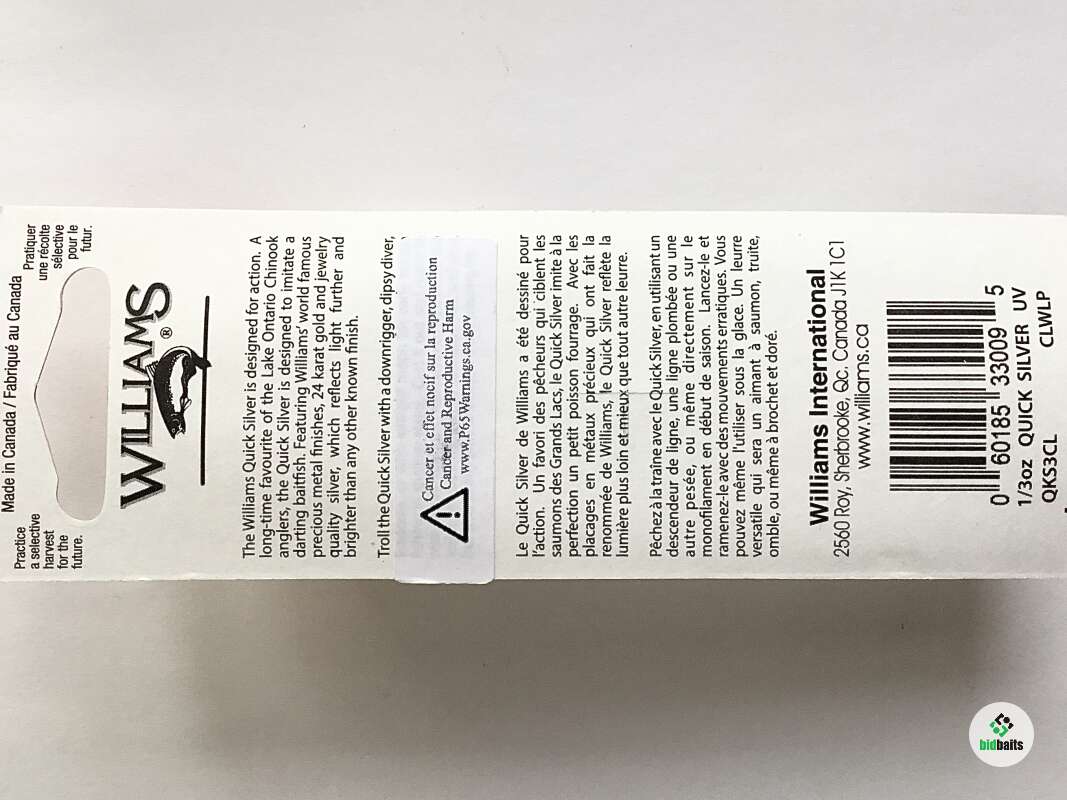 Made in Canada / Fabriqué au Canada
Practice
a selective
harvest
for the
future.
Pratiquer
une récolte
sélective
pour le
futur.
WILLIAMS®
The Williams Quick Silver is designed for action. A
long-time favourite of the Lake Ontario Chinook
anglers, the Quick Silver is designed to imitate a
darting baitfish. Featuring Williams' world famous
precious metal finishes, 24 karat gold and jewelry
quality silver, which reflects light further and
brighter than any other known finish.
Troll the Quick Silver with a downrigger, dipsy diver,
Cancer et effet nocif sur la reproduction
Cancer and Reproductive Harm
www.P65Warnings.ca.gov
Le Quick Silver de Williams a été dessiné pour
l'action. Un favori des pêcheurs qui ciblent les
saumons des Grands Lacs, le Quick Silver imite à la
perfection un petit poisson fourrage. Avec les
placages en métaux précieux qui ont fait la
renommée de Williams, le Quick Silver reflète la
lumière plus loin et mieux que tout autre leurre.
Pêchez à la traîne avec le Quick Silver, en utilisant un
descendeur de ligne, une ligne plombée ou une
autre pesée, ou même directement sur le
monofilament en début de saison. Lancez-le et
ramenez-le avec des mouvements erratiques. Vous
pouvez même l'utiliser sous la glace. Un leurre
versatile qui sera un aimant à saumon, truite,
omble, ou même à brochet et doré.
Williams International
2560 Roy, Sherbrooke, Qc. Canada J1K 1C1
www.williams.ca
0 60185 33009 5
1/3oz QUICK SILVER UV
QKS3CL CLWLP
bidbaits